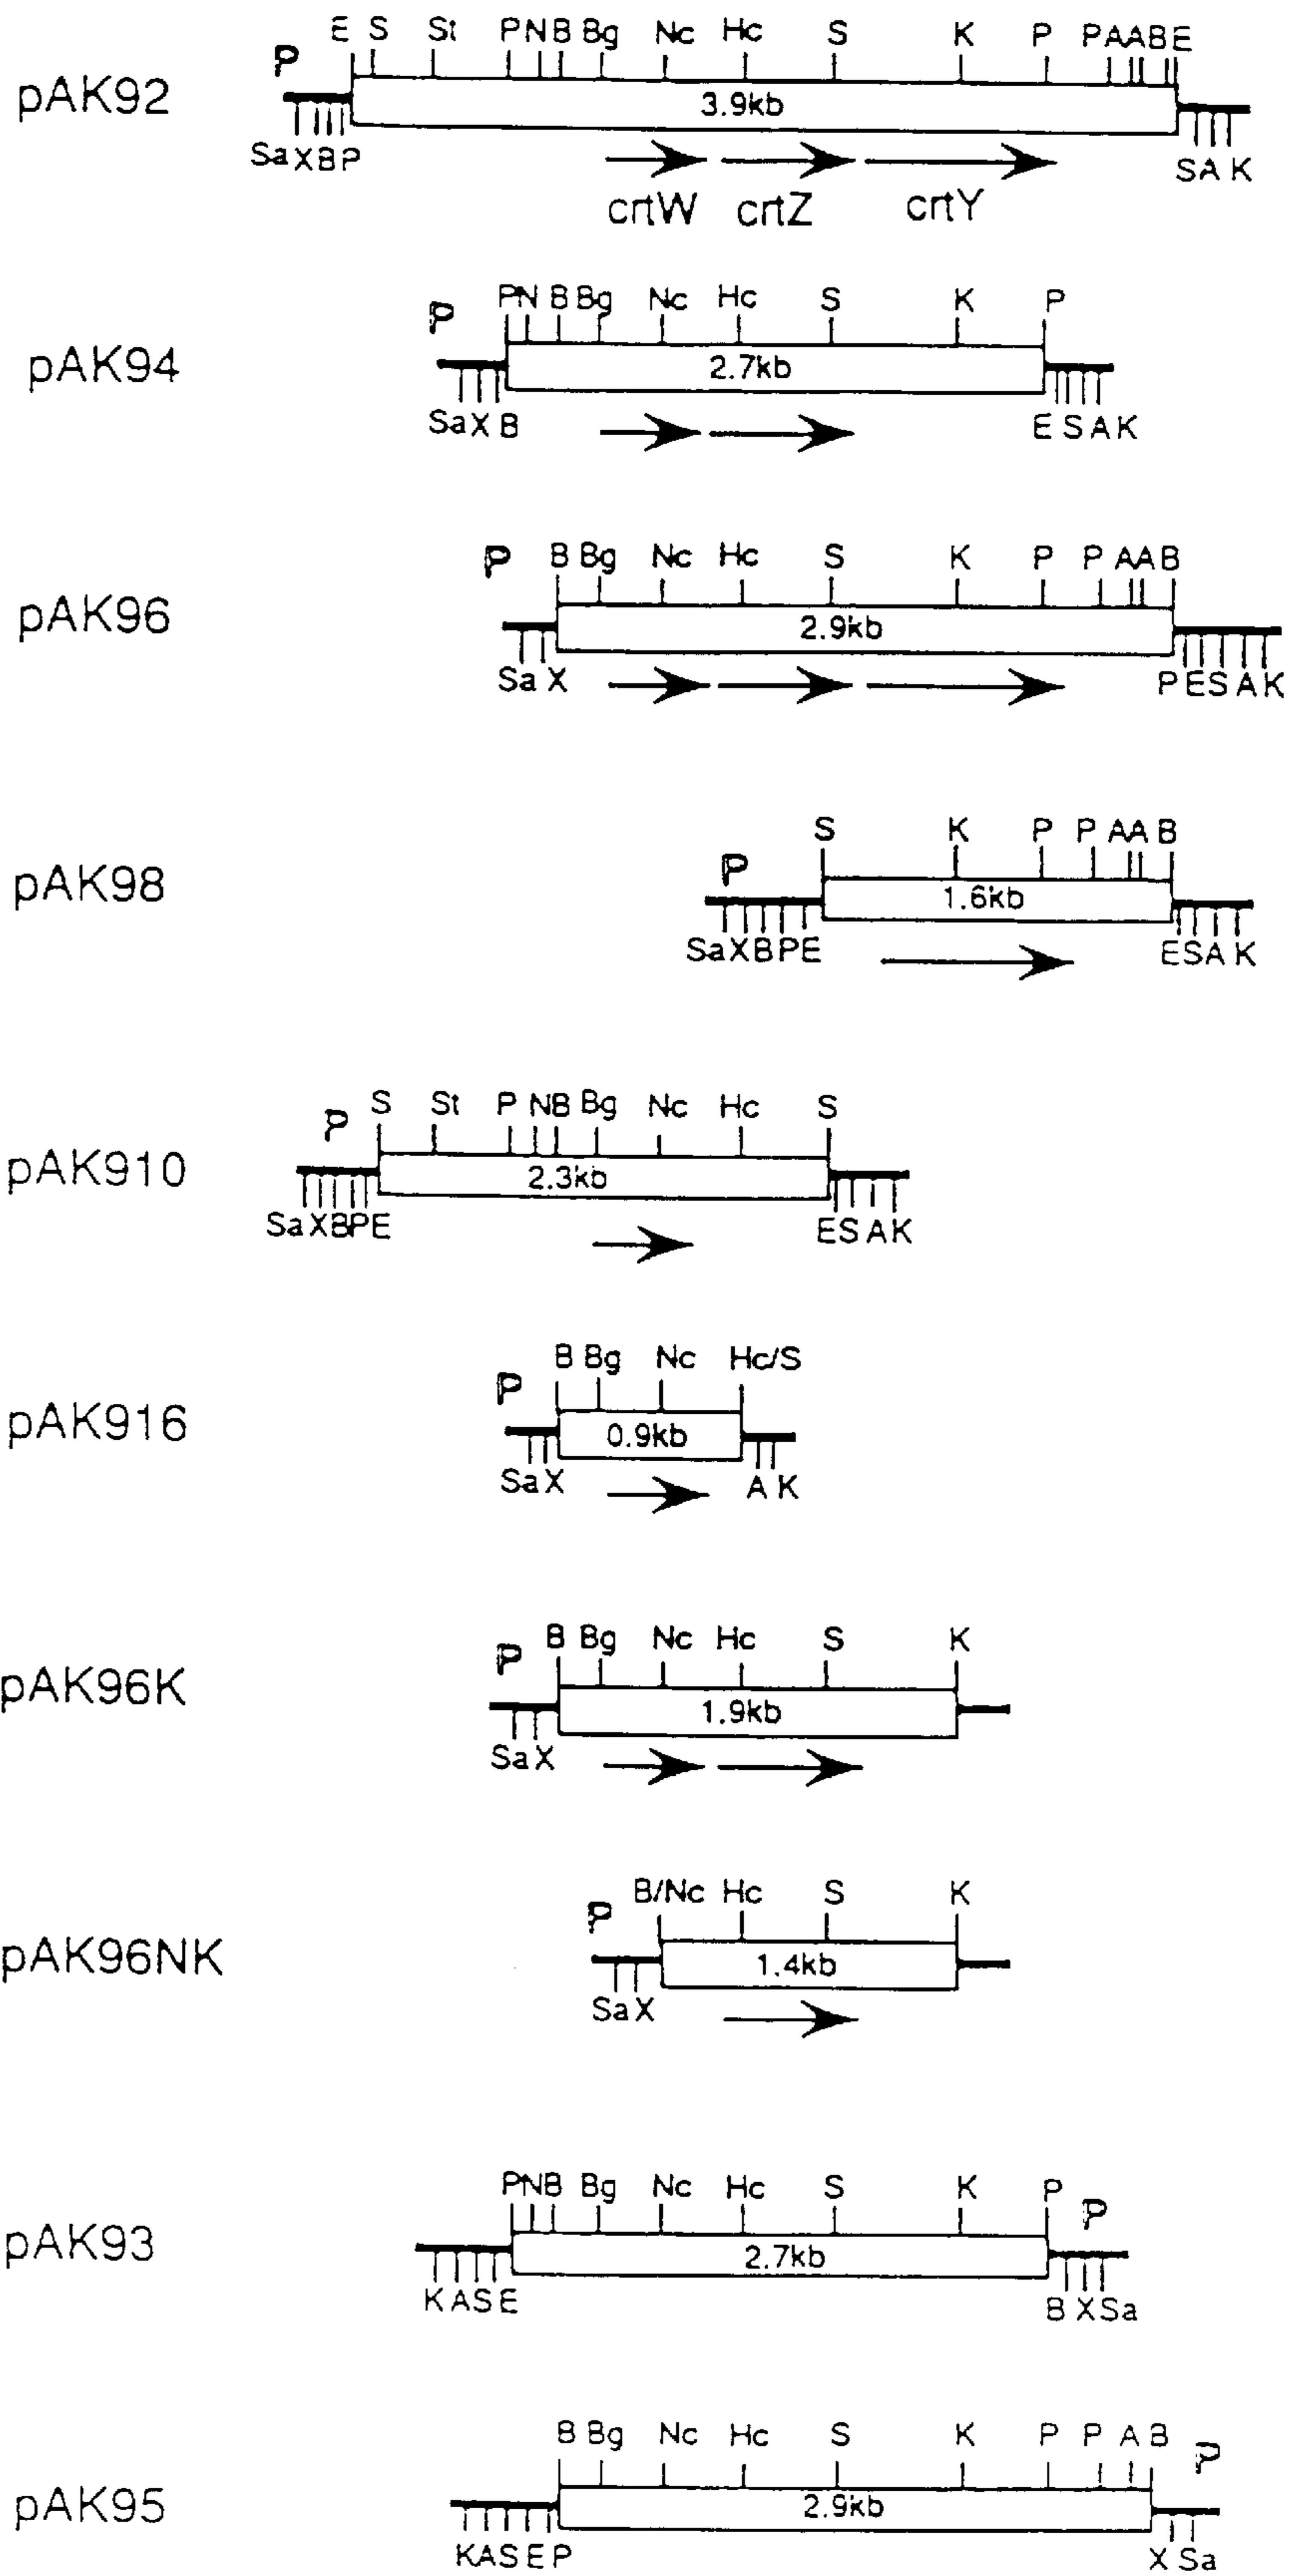 E S St P N B Bg Nc Hc S K P P A A B E
P
pAK92
3.9kb
Sa X B P
S A K
crtW crtZ crtY
P N B Bg Nc Hc S K P
P
pAK94
2.7kb
Sa X B
E S A K
P B Bg Nc Hc S K P P A A B
pAK96
2.9kb
Sa X
P E S A K
S K P P A A B
P
pAK98
1.6kb
Sa X B P E
E S A K
S St P N B Bg Nc Hc S
P
pAK910
2.3kb
Sa X B P E
E S A K
B Bg Nc Hc/S
P
pAK916
0.9kb
Sa X
A K
B Bg Nc Hc S K
P
pAK96K
1.9kb
Sa X
B/Nc Hc S K
P
pAK96NK
1.4kb
Sa X
P N B Bg Nc Hc S K P
P
pAK93
2.7kb
K A S E
B X Sa
B Bg Nc Hc S K P P A B
P
pAK95
2.9kb
K A S E P
X Sa